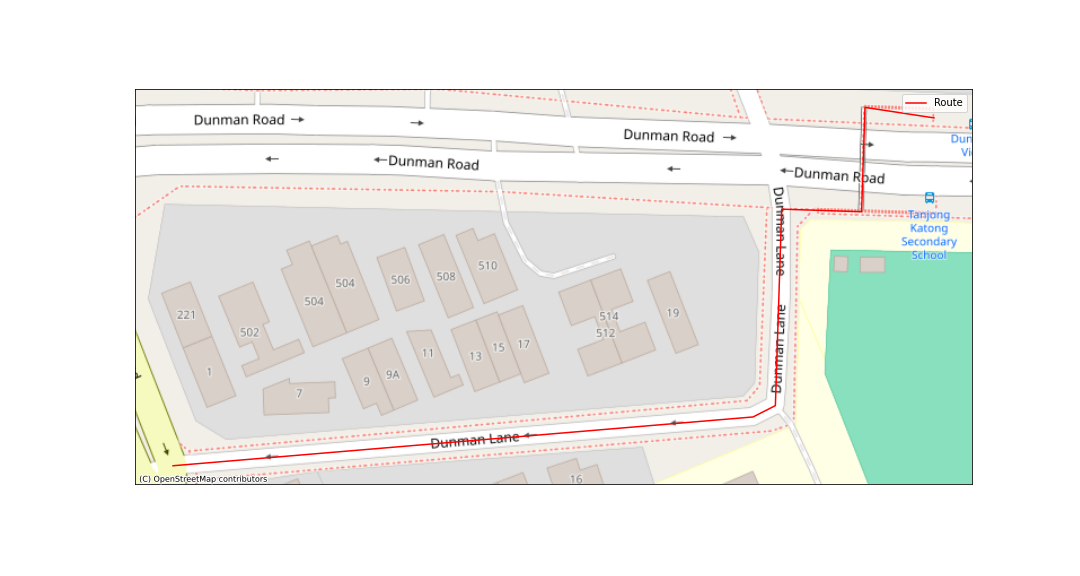 Route
Dunman Road
Dunman Road
Dunman Road
Dunman Road
Dun
Vi
Tanjong
Katong
Secondary
School
Dunman Lane
Dunman Lane
504
504
506
508
510
221
502
514
512
19
1
7
9
9A
11
13
15
17
Dunman Lane
16
(C) OpenStreetMap contributors